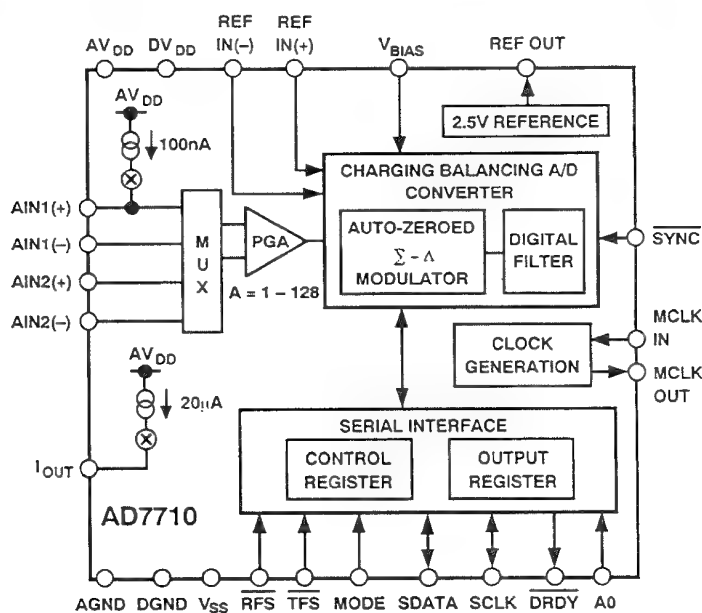 REF REF
AVDD DVDD IN(–) IN(+) VBIAS REF OUT
AVDD
100nA
2.5V REFERENCE
CHARGING BALANCING A/D
CONVERTER
AUTO-ZEROED
Σ – Λ
MODULATOR
DIGITAL
FILTER
AIN1(+)
AIN1(–)
AIN2(+)
AIN2(–)
M
U
X
PGA
A = 1 – 128
SYNC
MCLK
IN
CLOCK
GENERATION
MCLK
OUT
AVDD
20µA
IOUT
SERIAL INTERFACE
CONTROL
REGISTER
OUTPUT
REGISTER
AD7710
AGND DGND VSS RFS TFS MODE SDATA SCLK DRDY A0